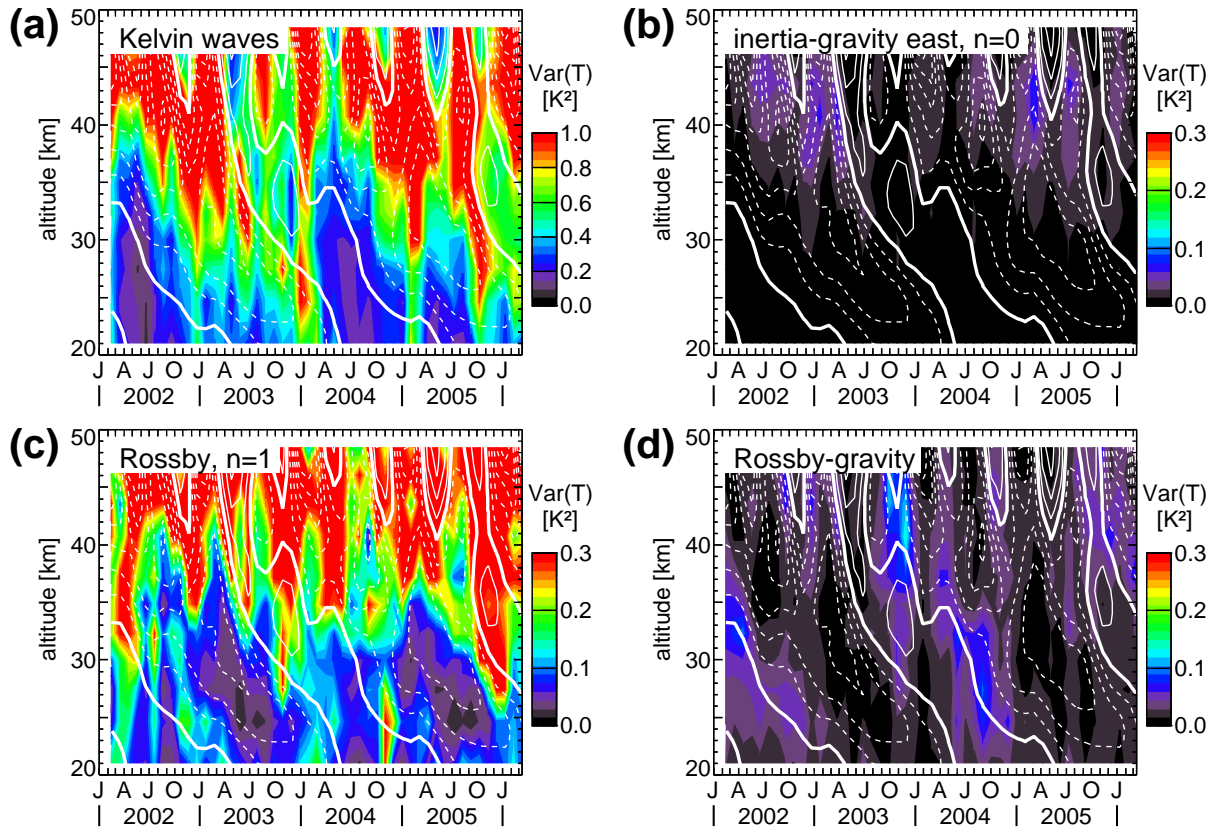 (a) Kelvin waves
altitude [km]
50
40
30
20
J A J O J A J O J A J O J A J O J
| 2002 | 2003 | 2004 | 2005 |
Var(T)
[K²]
1.0
0.8
0.6
0.4
0.2
0.0
(b) inertia-gravity east, n=0
altitude [km]
50
40
30
20
J A J O J A J O J A J O J A J O J
| 2002 | 2003 | 2004 | 2005 |
Var(T)
[K²]
0.3
0.2
0.1
0.0
(c) Rossby, n=1
altitude [km]
50
40
30
20
J A J O J A J O J A J O J A J O J
| 2002 | 2003 | 2004 | 2005 |
Var(T)
[K²]
0.3
0.2
0.1
0.0
(d) Rossby-gravity
altitude [km]
50
40
30
20
J A J O J A J O J A J O J A J O J
| 2002 | 2003 | 2004 | 2005 |
Var(T)
[K²]
0.3
0.2
0.1
0.0